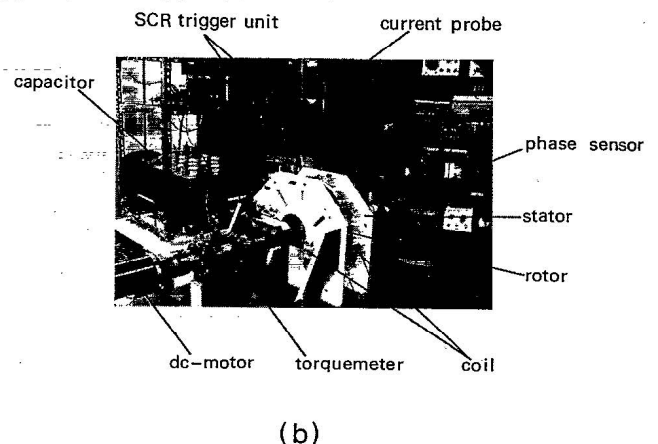 SCR trigger unit
current probe
capacitor
phase sensor
stator
rotor
dc-motor
torquemeter
coil
(b)